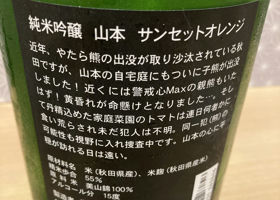 純米吟醸 山本 サンセットオレンジ
近年、やたら熊の出没が取り沙汰されている秋
田ですが、山本の自宅庭にもついに子熊が出没
しました！近くには警戒心Maxの親熊もいたは
ず！黄昏れが命懸けとなりました…。そし
て丹精込めた家庭菜園のトマトは連日何者かに
食い荒らされ未だ犯人は不明。同一犯(熊)の
可能性も視野に入れ捜査中です。山本の心に平
穏が訪れる日は遠い。
原材料名 米(秋田県産)、米麹(秋田県産米)
精米歩合 55%
原料米 美山錦100%
アルコール分 15度